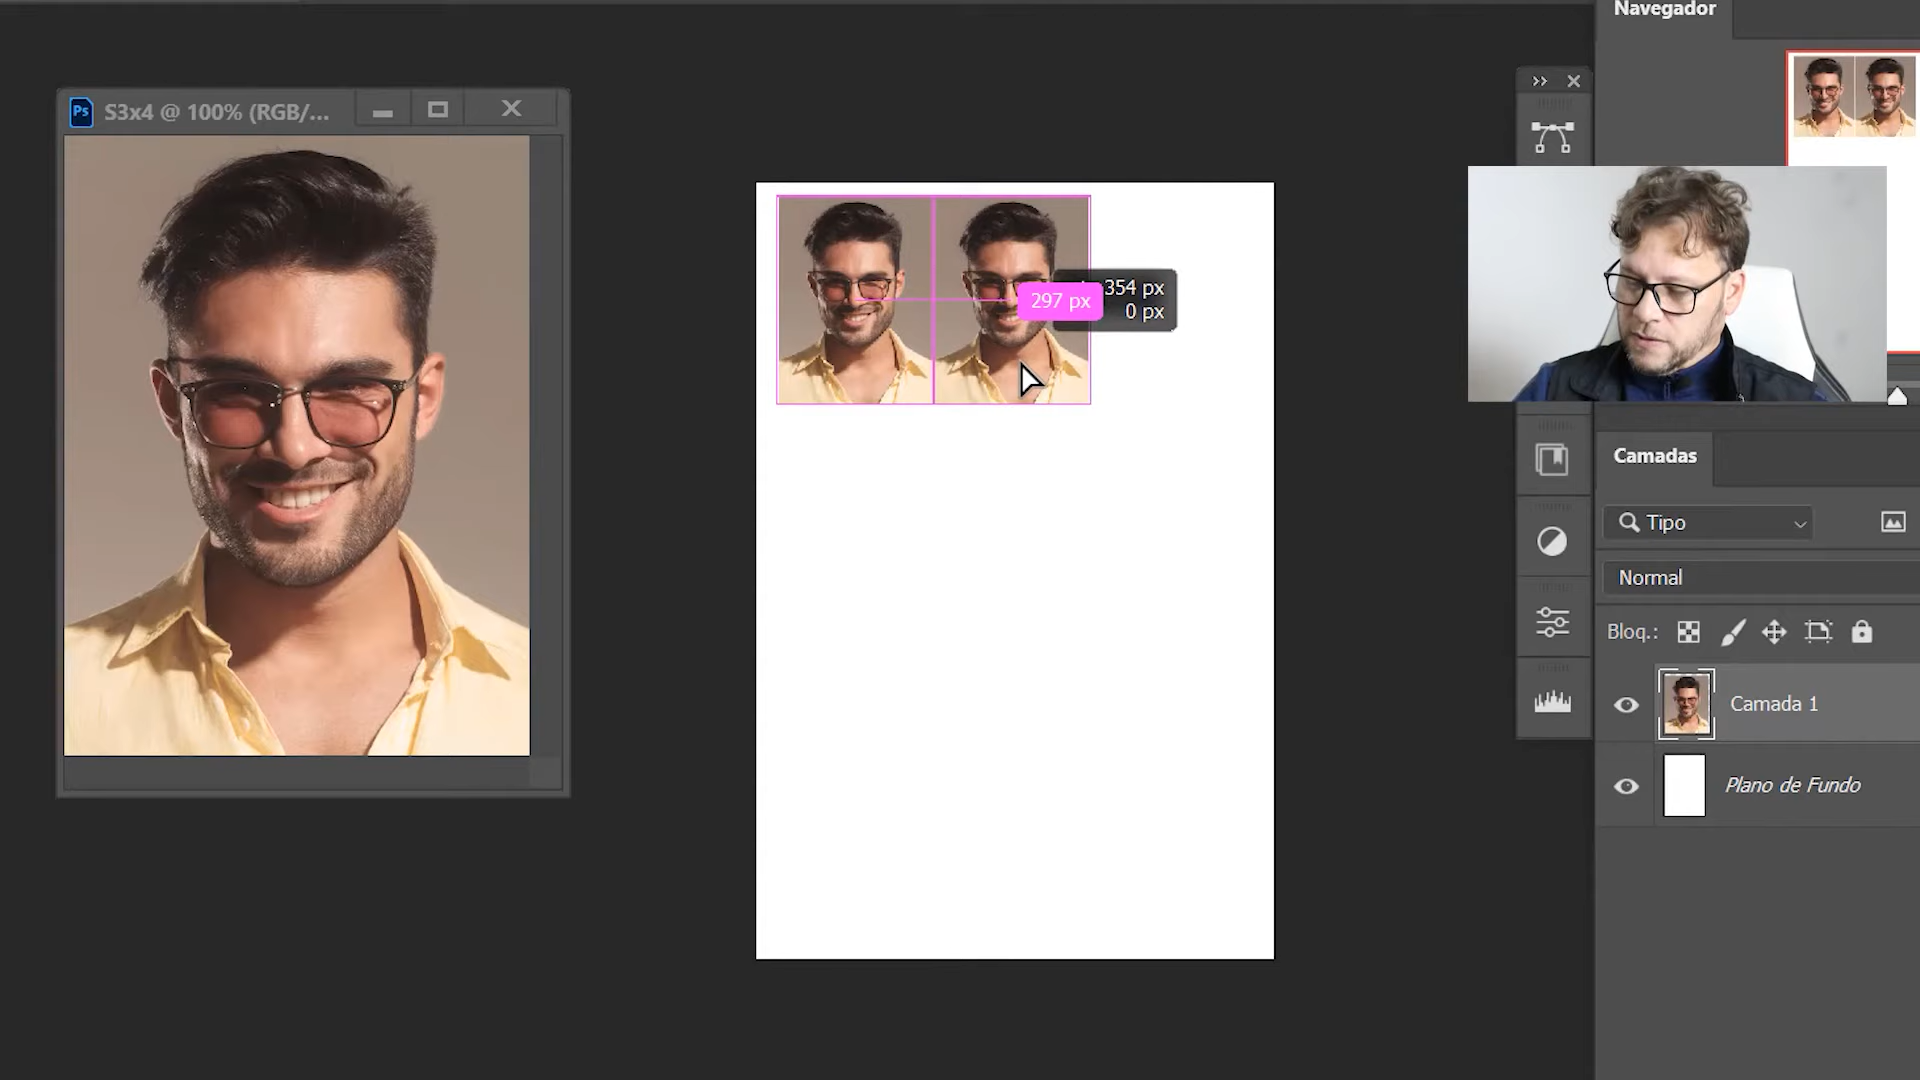 Navegador
Ps S3x4 @ 100% (RGB/...
354 px
297 px
0 px
Camadas
Tipo
Normal
Bloq.:
Camada 1
Plano de Fundo